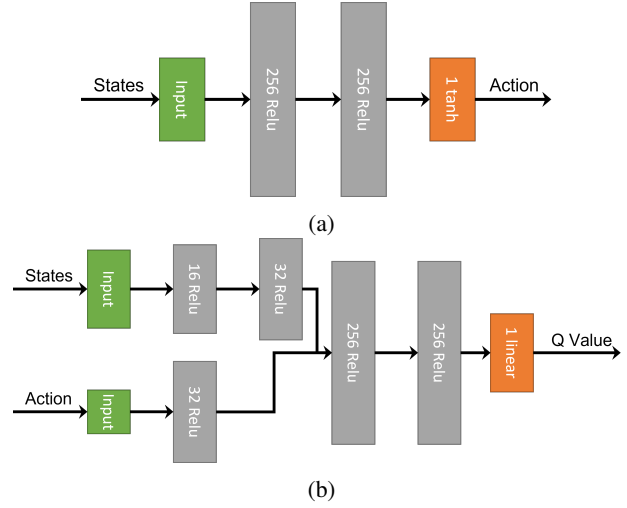 States
Input
256 Relu
256 Relu
1 tanh
Action
(a)
States
Input
16 Relu
32 Relu
Action
Input
32 Relu
256 Relu
256 Relu
1 linear
Q Value
(b)